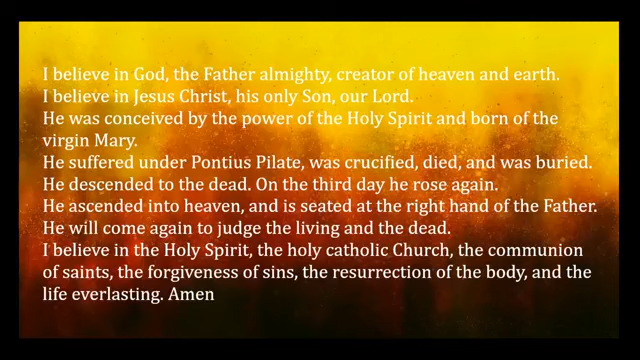 I believe in God, the Father almighty, creator of heaven and earth.
I believe in Jesus Christ, his only Son, our Lord.
He was conceived by the power of the Holy Spirit and born of the
virgin Mary.
He suffered under Pontius Pilate, was crucified, died, and was buried.
He descended to the dead. On the third day he rose again.
He ascended into heaven, and is seated at the right hand of the Father.
He will come again to judge the living and the dead.
I believe in the Holy Spirit, the holy catholic Church, the communion
of saints, the forgiveness of sins, the resurrection of the body, and the
life everlasting. Amen